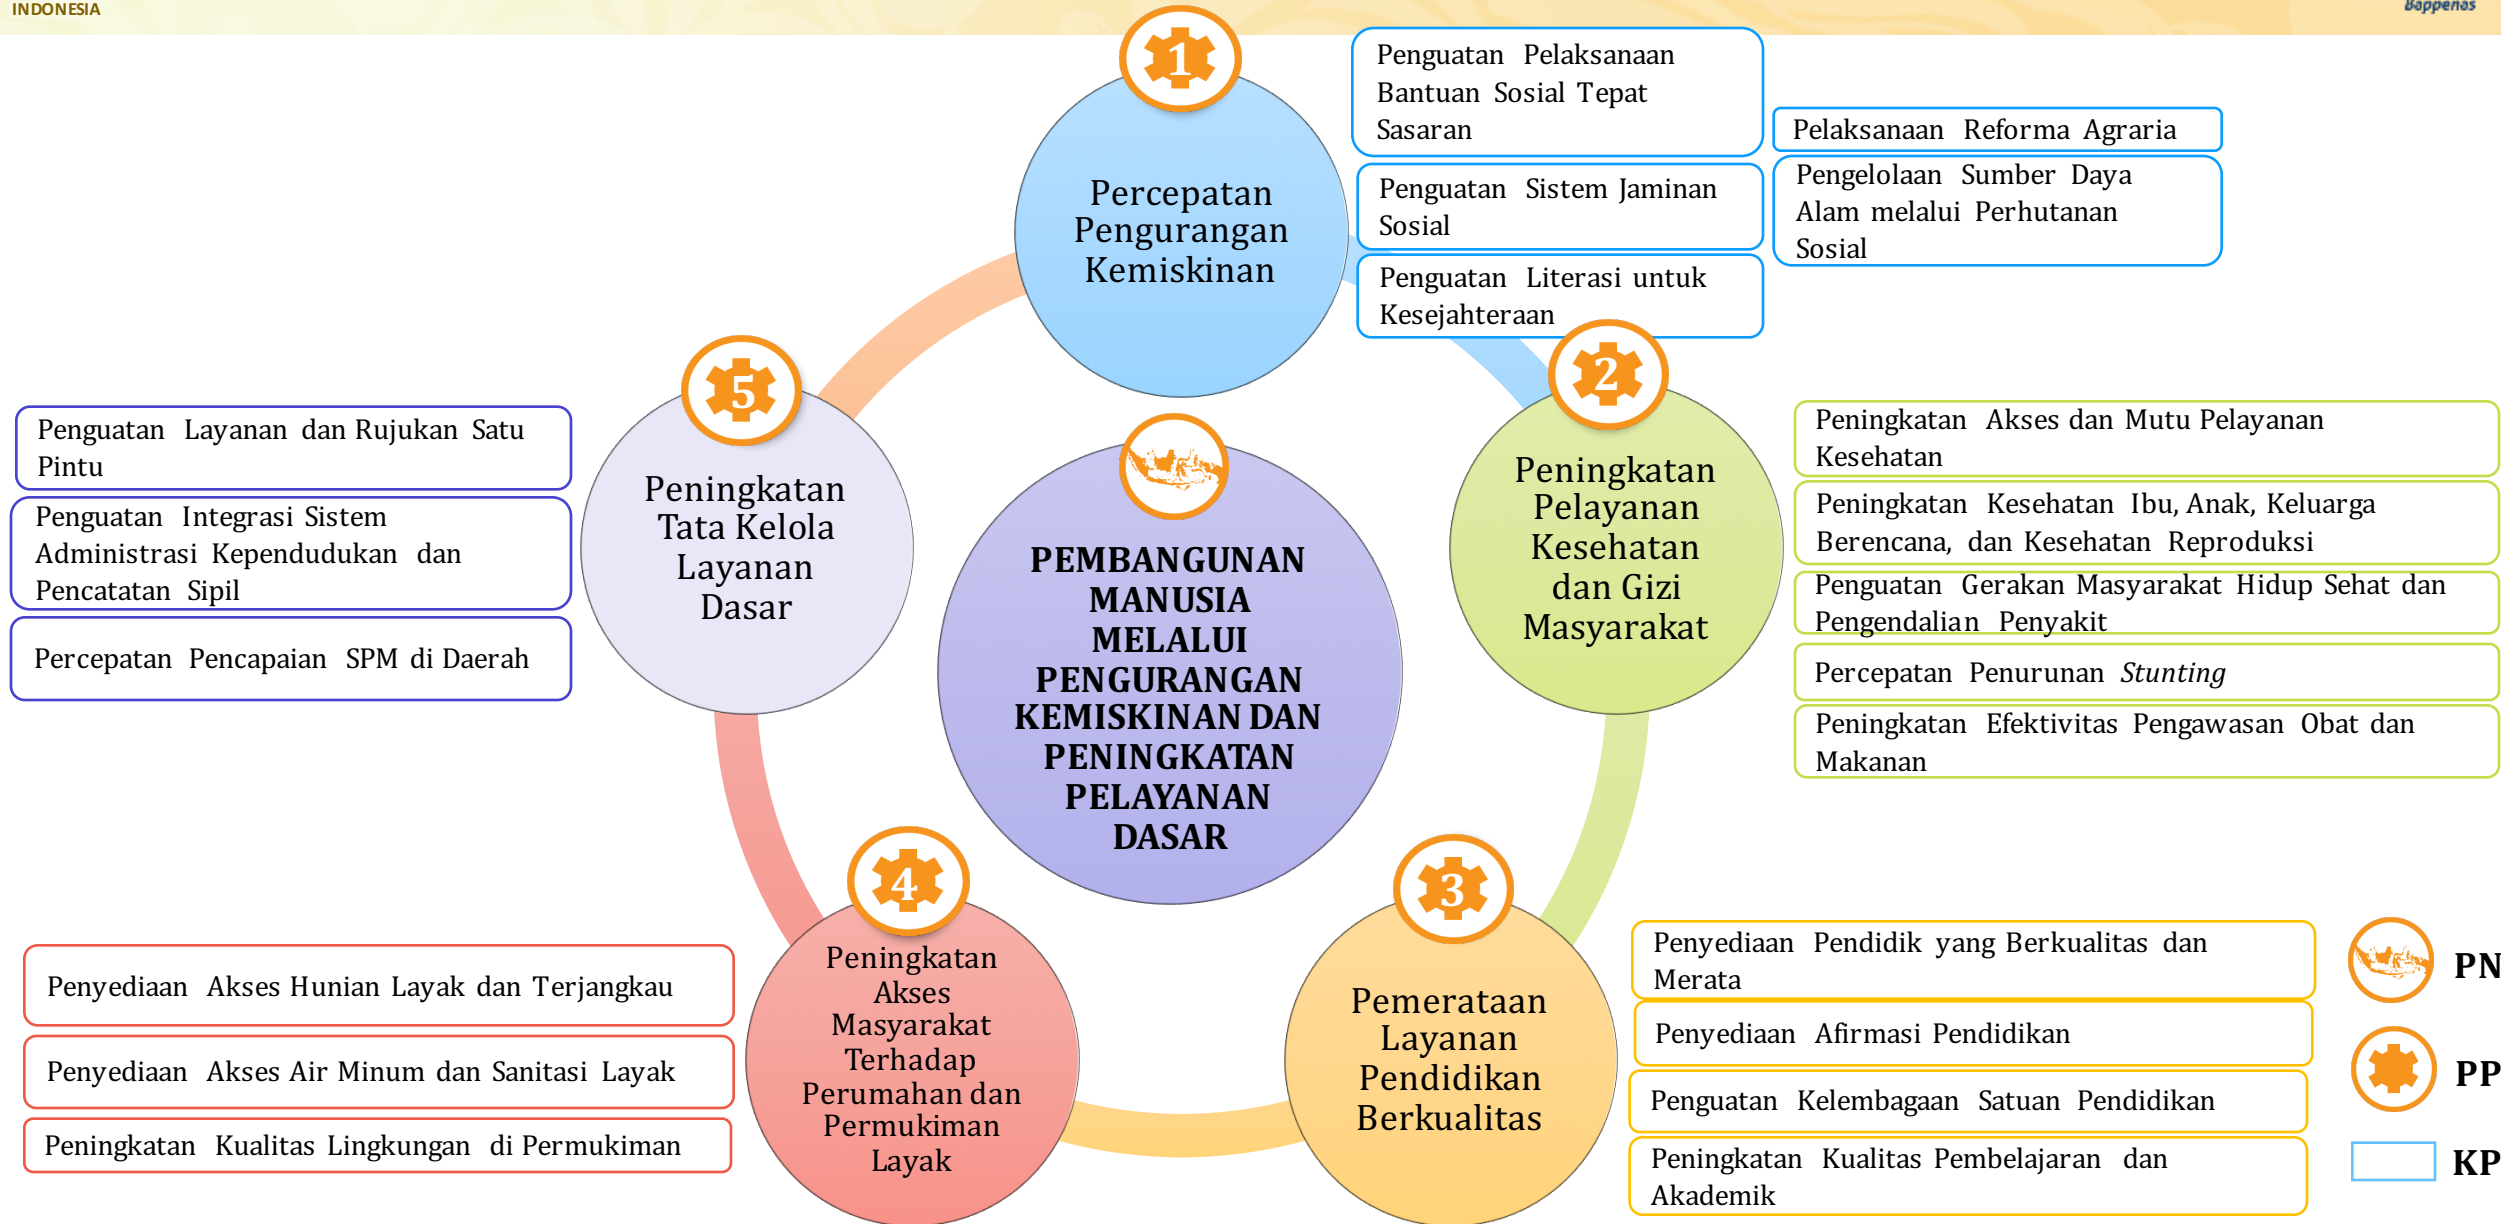 INDONESIA
Bappenas
1
Percepatan
Pengurangan
Kemiskinan
Penguatan Pelaksanaan
Bantuan Sosial Tepat
Sasaran
Penguatan Sistem Jaminan
Sosial
Penguatan Literasi untuk
Kesejahteraan
Pelaksanaan Reforma Agraria
Pengelolaan Sumber Daya
Alam melalui Perhutanan
Sosial
2
Peningkatan
Pelayanan
Kesehatan
dan Gizi
Masyarakat
Peningkatan Akses dan Mutu Pelayanan
Kesehatan
Peningkatan Kesehatan Ibu, Anak, Keluarga
Berencana, dan Kesehatan Reproduksi
Penguatan Gerakan Masyarakat Hidup Sehat dan
Pengendalian Penyakit
Percepatan Penurunan Stunting
Peningkatan Efektivitas Pengawasan Obat dan
Makanan
5
Peningkatan
Tata Kelola
Layanan
Dasar
Penguatan Layanan dan Rujukan Satu
Pintu
Penguatan Integrasi Sistem
Administrasi Kependudukan dan
Pencatatan Sipil
Percepatan Pencapaian SPM di Daerah
PEMBANGUNAN
MANUSIA
MELALUI
PENGURANGAN
KEMISKINAN DAN
PENINGKATAN
PELAYANAN
DASAR
4
Peningkatan
Akses
Masyarakat
Terhadap
Perumahan dan
Permukiman
Layak
Penyediaan Akses Hunian Layak dan Terjangkau
Penyediaan Akses Air Minum dan Sanitasi Layak
Peningkatan Kualitas Lingkungan di Permukiman
3
Pemerataan
Layanan
Pendidikan
Berkualitas
Penyediaan Pendidik yang Berkualitas dan
Merata
Penyediaan Afirmasi Pendidikan
Penguatan Kelembagaan Satuan Pendidikan
Peningkatan Kualitas Pembelajaran dan
Akademik
PN
PP
KP